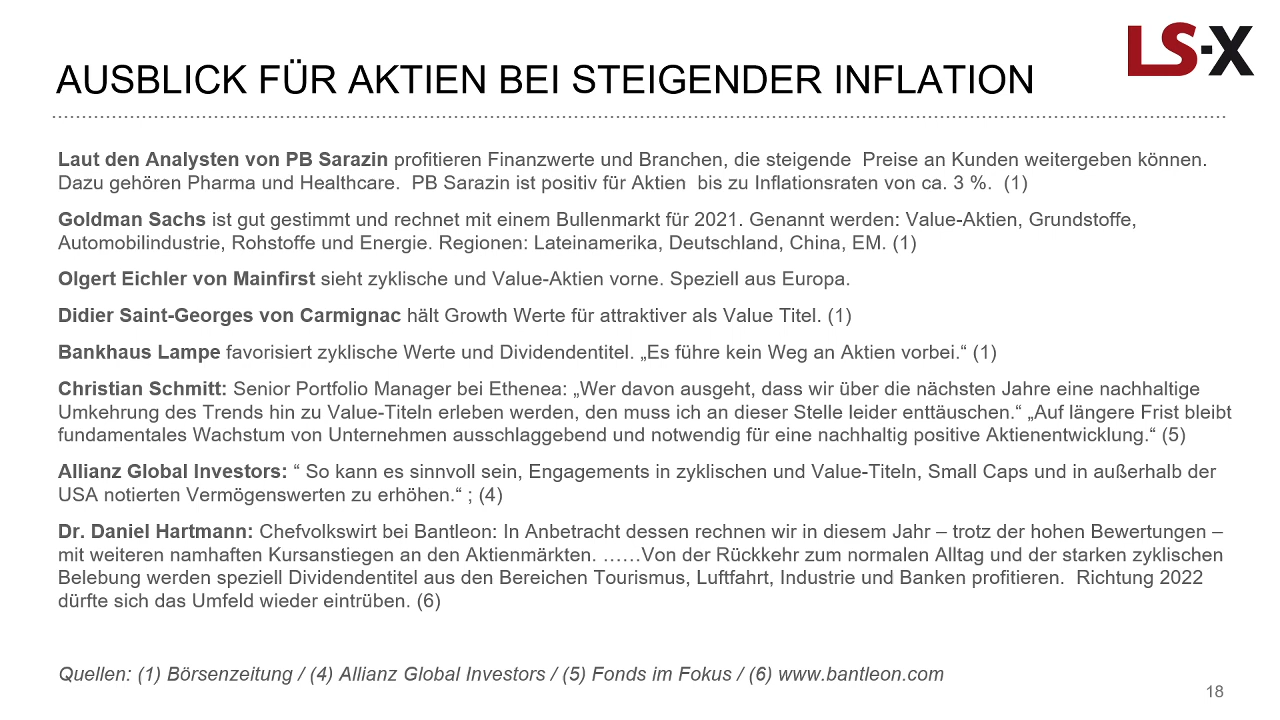 LS-X
AUSBLICK FÜR AKTIEN BEI STEIGENDER INFLATION
Laut den Analysten von PB Sarazin profitieren Finanzwerte und Branchen, die steigende  Preise an Kunden weitergeben können.
Dazu gehören Pharma und Healthcare.  PB Sarazin ist positiv für Aktien  bis zu Inflationsraten von ca. 3 %.  (1)
Goldman Sachs ist gut gestimmt und rechnet mit einem Bullenmarkt für 2021. Genannt werden: Value-Aktien, Grundstoffe,
Automobilindustrie, Rohstoffe und Energie. Regionen: Lateinamerika, Deutschland, China, EM. (1)
Olgert Eichler von Mainfirst sieht zyklische und Value-Aktien vorne. Speziell aus Europa.
Didier Saint-Georges von Carmignac hält Growth Werte für attraktiver als Value Titel. (1)
Bankhaus Lampe favorisiert zyklische Werte und Dividendentitel. „Es führe kein Weg an Aktien vorbei.“ (1)
Christian Schmitt: Senior Portfolio Manager bei Ethenea: „Wer davon ausgeht, dass wir über die nächsten Jahre eine nachhaltige
Umkehrung des Trends hin zu Value-Titeln erleben werden, den muss ich an dieser Stelle leider enttäuschen.“ „Auf längere Frist bleibt
fundamentales Wachstum von Unternehmen ausschlaggebend und notwendig für eine nachhaltig positive Aktienentwicklung.“ (5)
Allianz Global Investors: “ So kann es sinnvoll sein, Engagements in zyklischen und Value-Titeln, Small Caps und in außerhalb der
USA notierten Vermögenswerten zu erhöhen.“ ; (4)
Dr. Daniel Hartmann: Chefvolkswirt bei Bantleon: In Anbetracht dessen rechnen wir in diesem Jahr – trotz der hohen Bewertungen –
mit weiteren namhaften Kursanstiegen an den Aktienmärkten. ……Von der Rückkehr zum normalen Alltag und der starken zyklischen
Belebung werden speziell Dividendentitel aus den Bereichen Tourismus, Luftfahrt, Industrie und Banken profitieren.  Richtung 2022
dürfte sich das Umfeld wieder eintrüben. (6)
Quellen: (1) Börsenzeitung / (4) Allianz Global Investors / (5) Fonds im Fokus / (6) www.bantleon.com
18